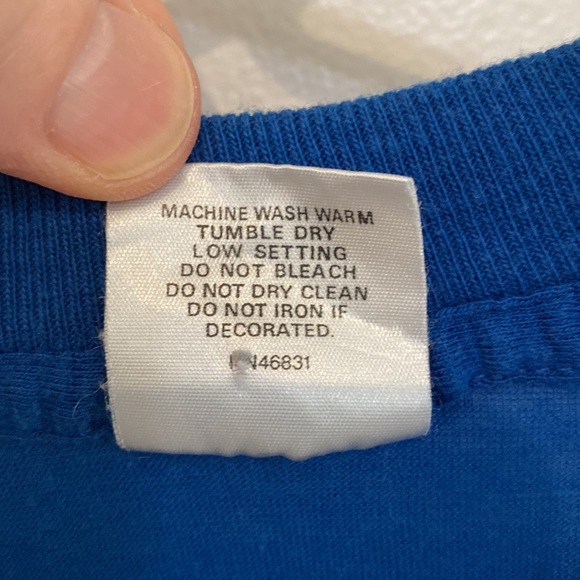 MACHINE WASH WARM
TUMBLE DRY
LOW SETTING
DO NOT BLEACH
DO NOT DRY CLEAN
DO NOT IRON IF
DECORATED.